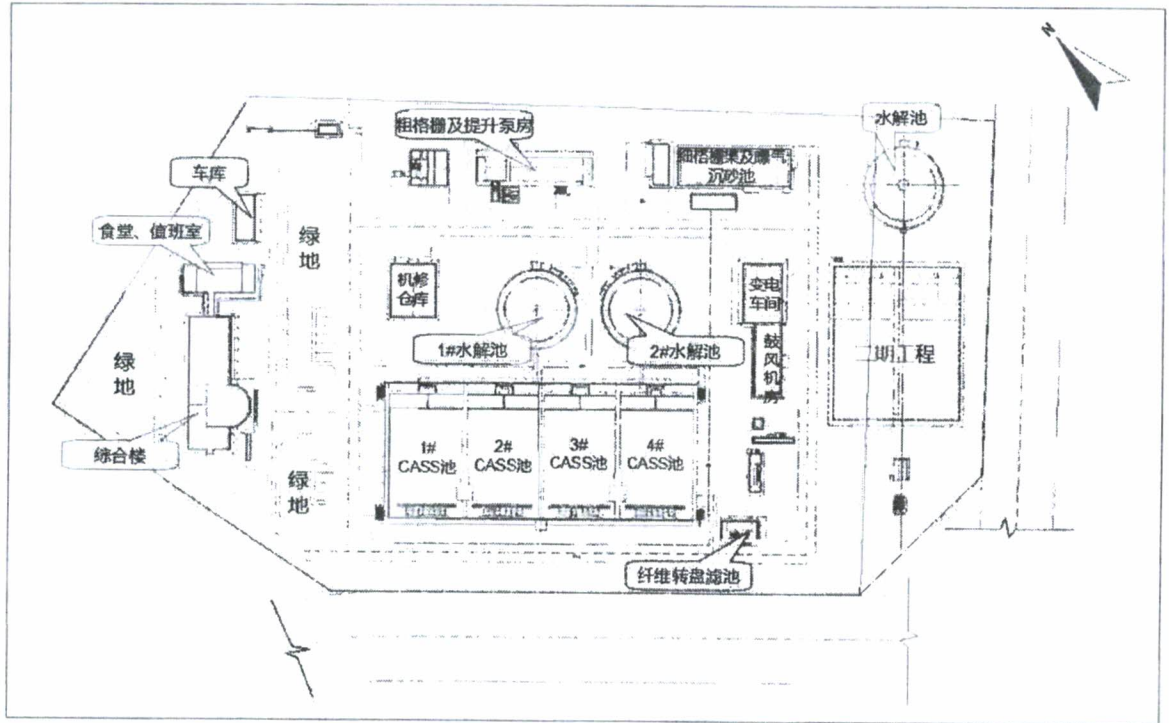 N
粗格栅及提升泵房
水解池
细格栅渠及曝气
沉砂池
车库
食堂、值班室
绿
地
机修
仓库
变电
车间
1#水解池
2#水解池
鼓
风
机
房
期工程
绿
地
综合楼
1#
CASS池
2#
CASS池
3#
CASS池
4#
CASS池
绿
地
纤维转盘滤池